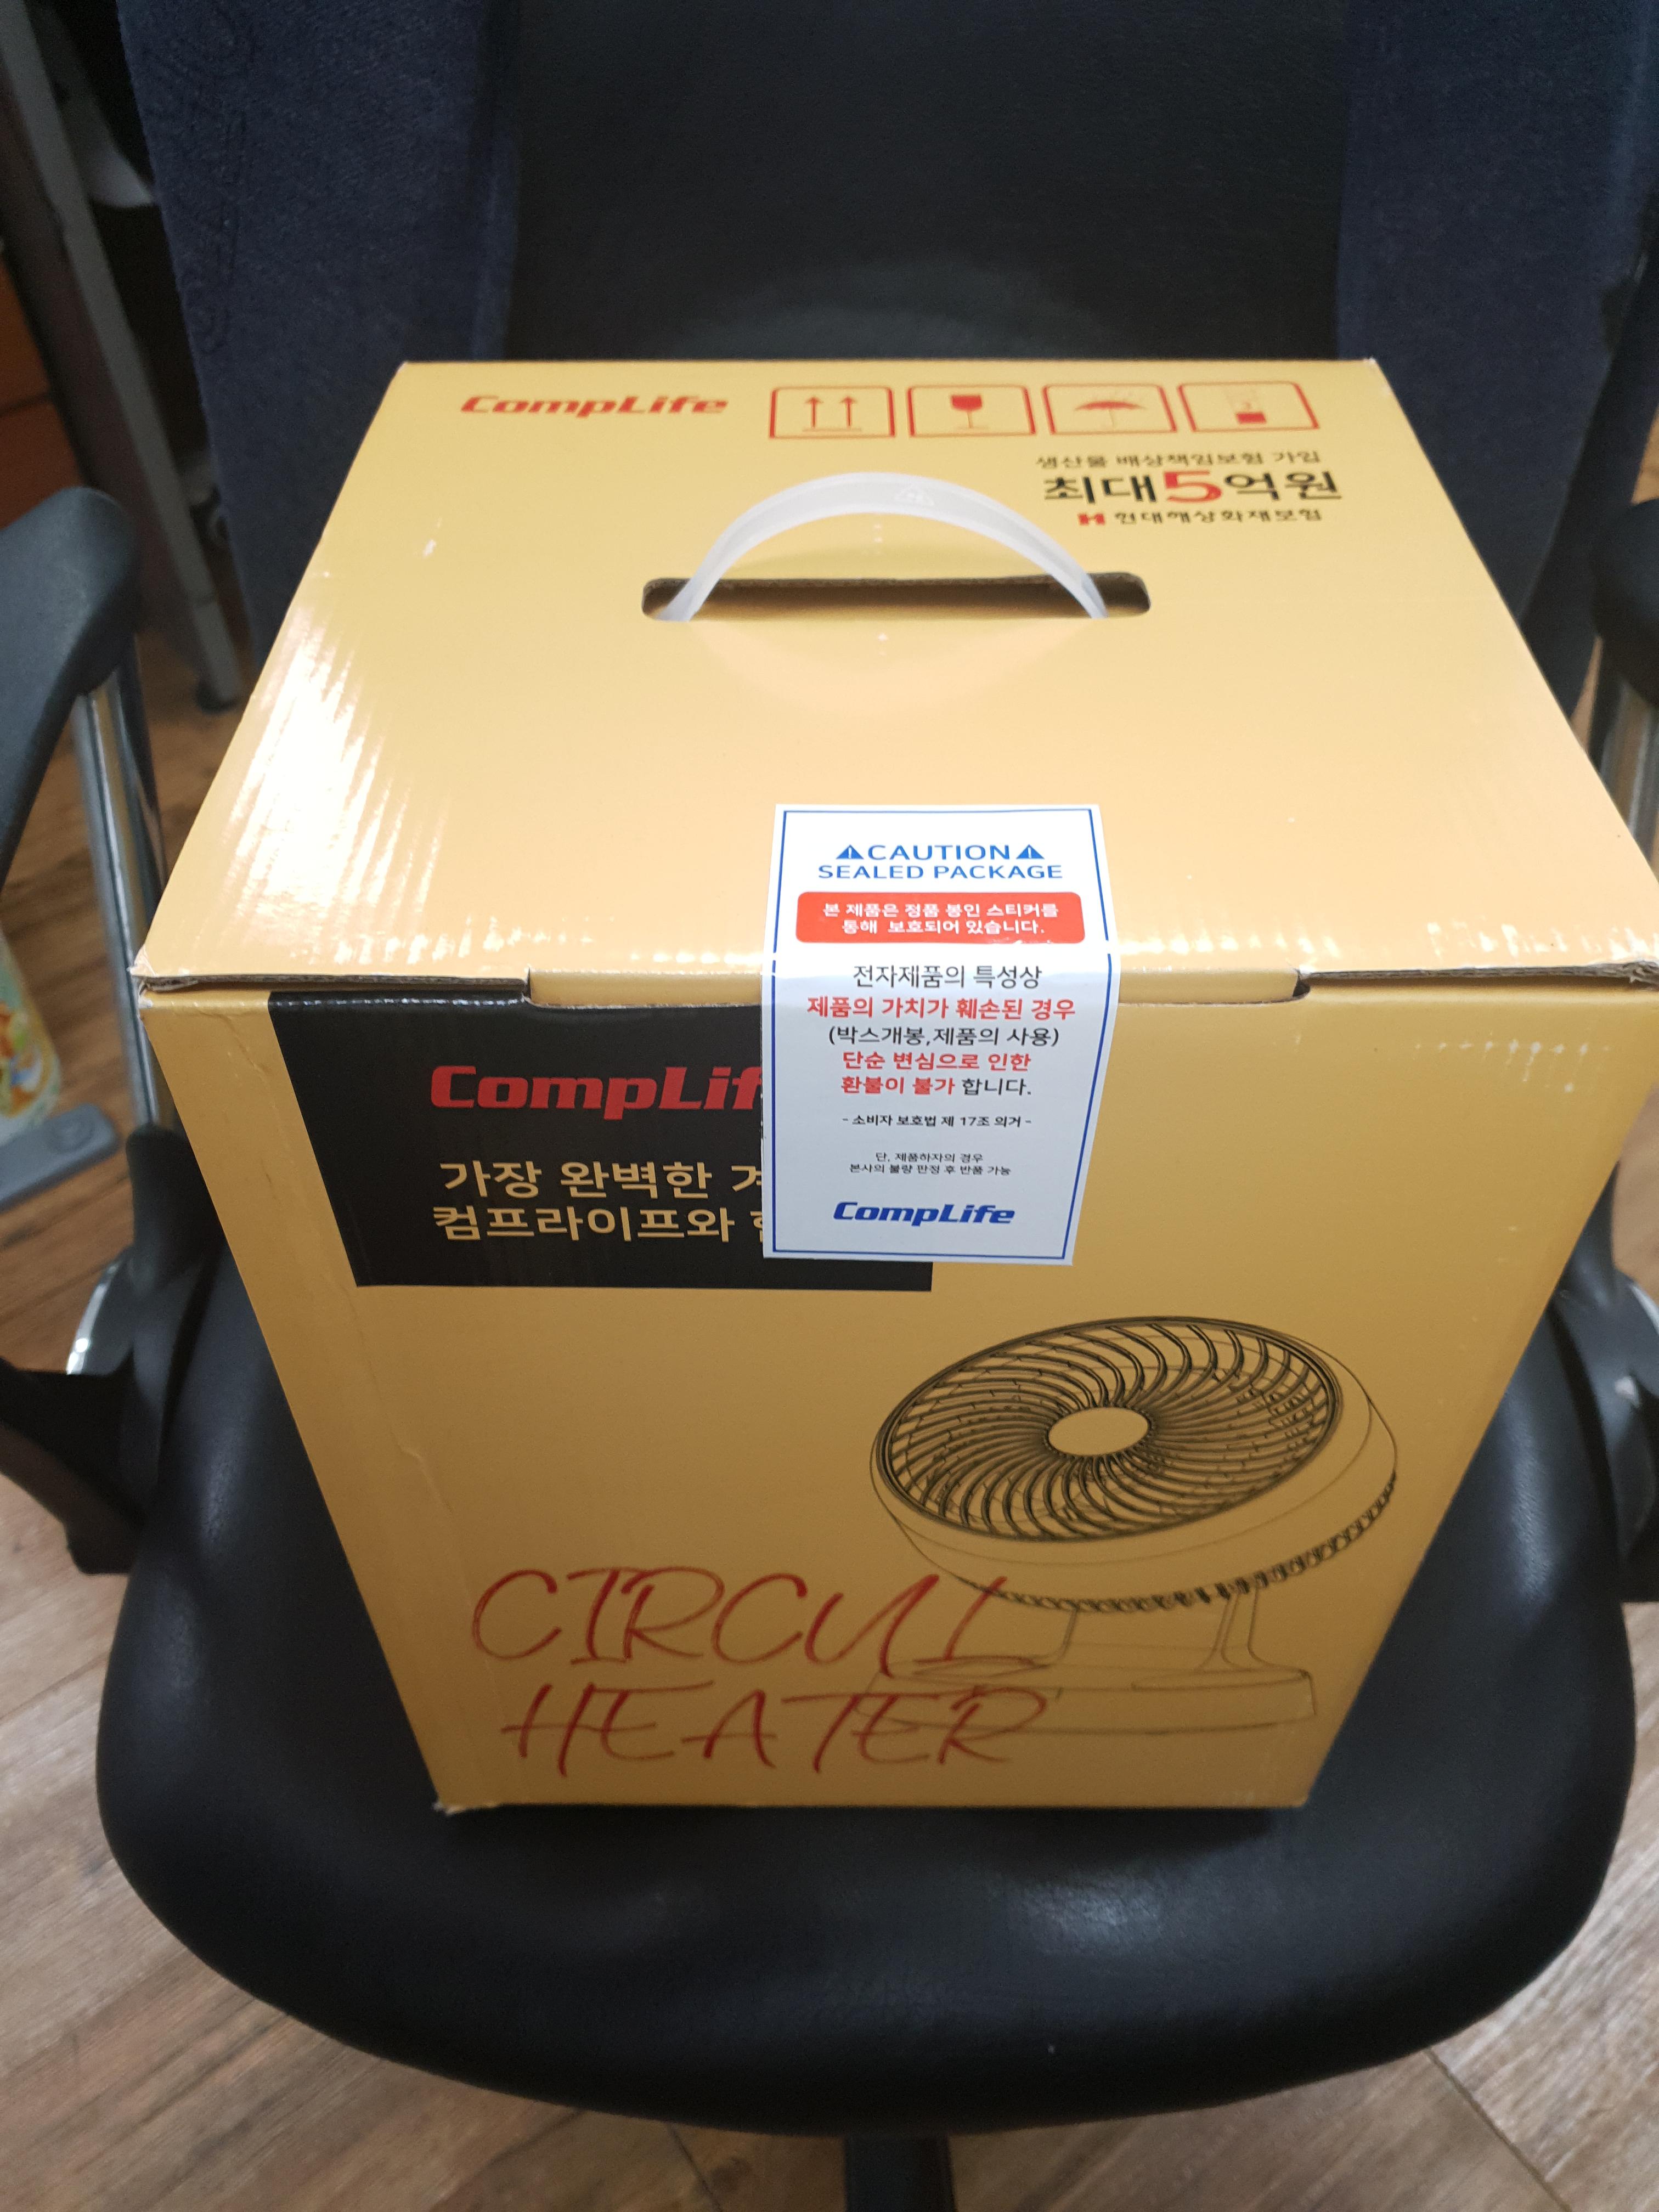 CompLife
생산물 배상책임보험 가입
최대5억원
현대해상화재보험
⚠CAUTION⚠
SEALED PACKAGE
본 제품은 정품 봉인 스티커를
통해 보호되어 있습니다.
전자제품의 특성상
제품의 가치가 훼손된 경우
(박스개봉,제품의 사용)
단순 변심으로 인한
환불이 불가 합니다.
- 소비자 보호법 제 17조 의거 -
단, 제품하자의 경우
본사의 불량 판정 후 반품 가능
CompLife
CompLif
가장 완벽한
컴프라이프와
CIRCUL
HEATER